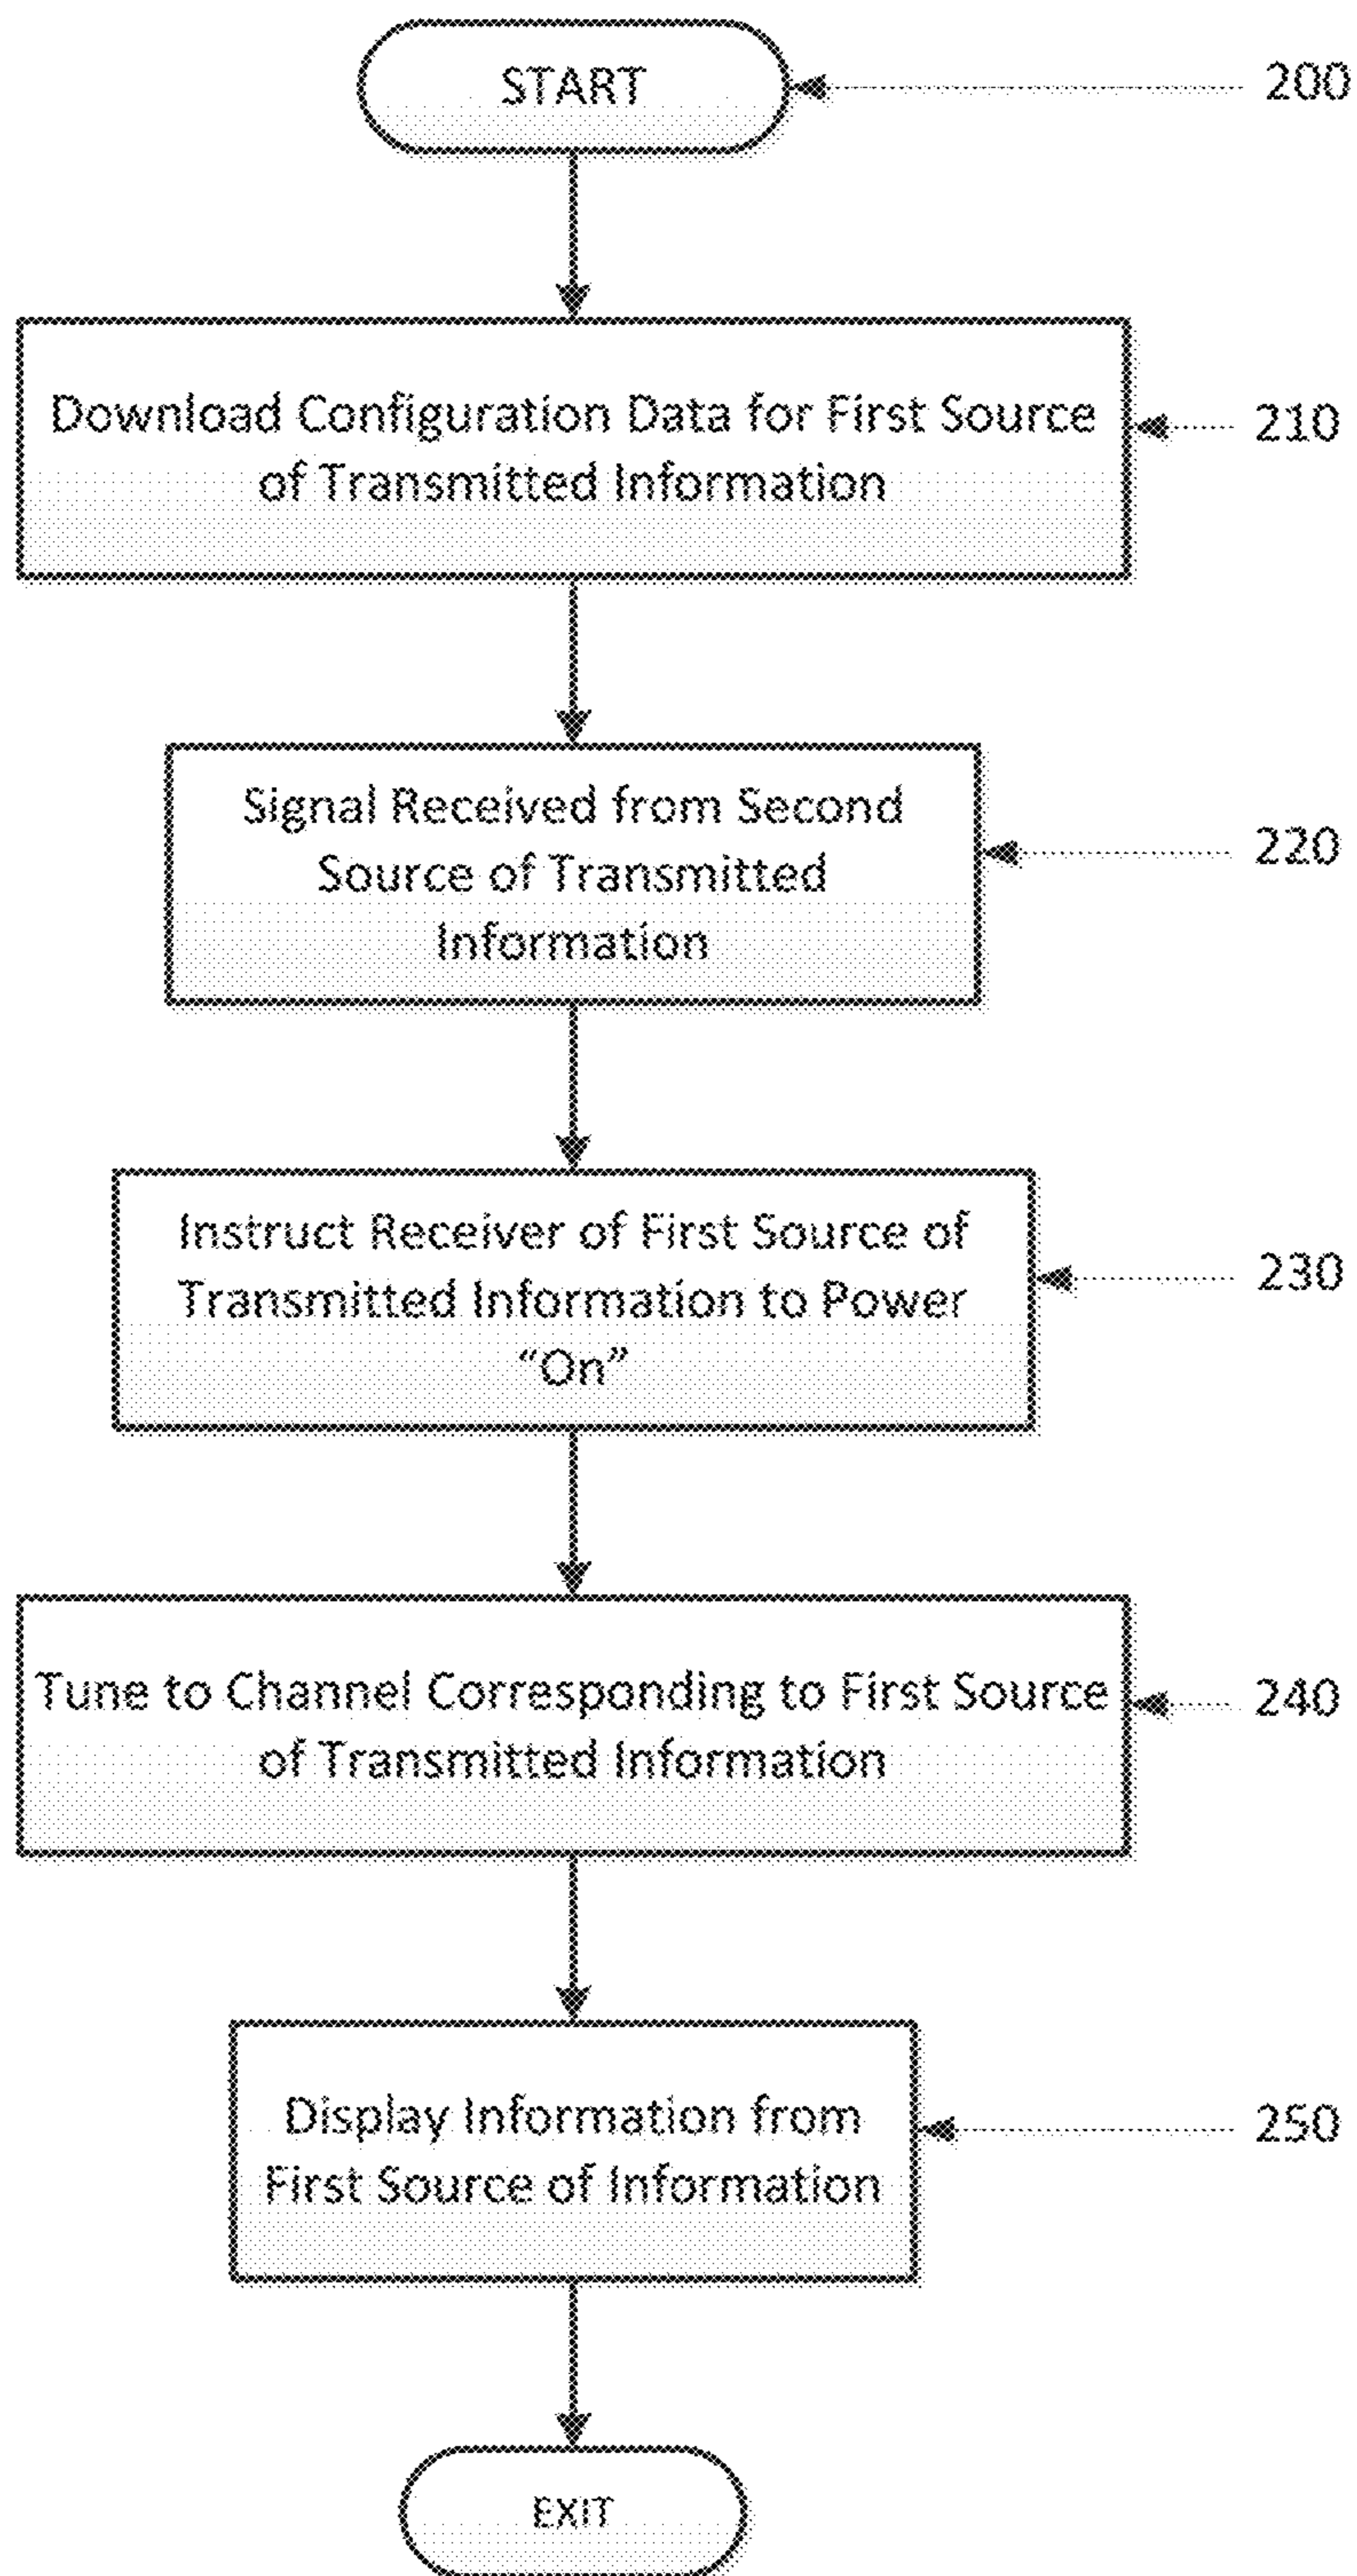 START
200
Download Configuration Data for First Source
of Transmitted Information
210
Signal Received from Second
Source of Transmitted
Information
220
Instruct Receiver of First Source of
Transmitted Information to Power
“On”
230
Tune to Channel Corresponding to First Source
of Transmitted Information
240
Display Information from
First Source of Information
250
EXIT